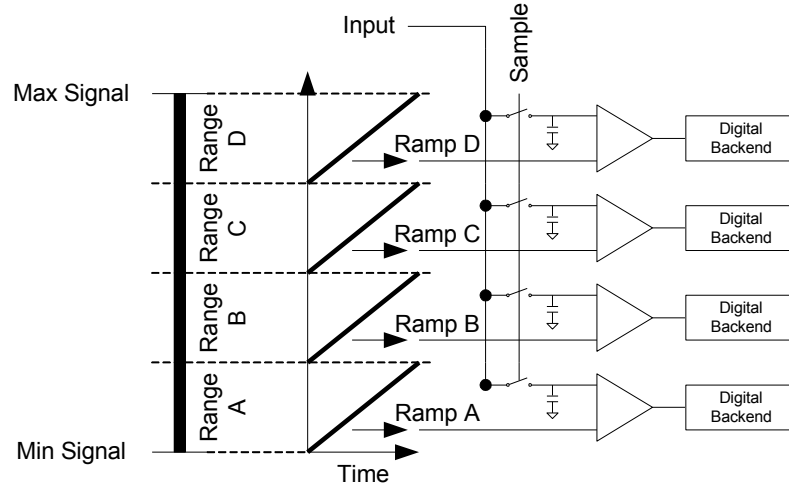 Input
Sample
Max Signal
Range
D
Ramp D
Digital
Backend
Range
C
Ramp C
Digital
Backend
Range
B
Ramp B
Digital
Backend
Range
A
Ramp A
Digital
Backend
Min Signal
Time